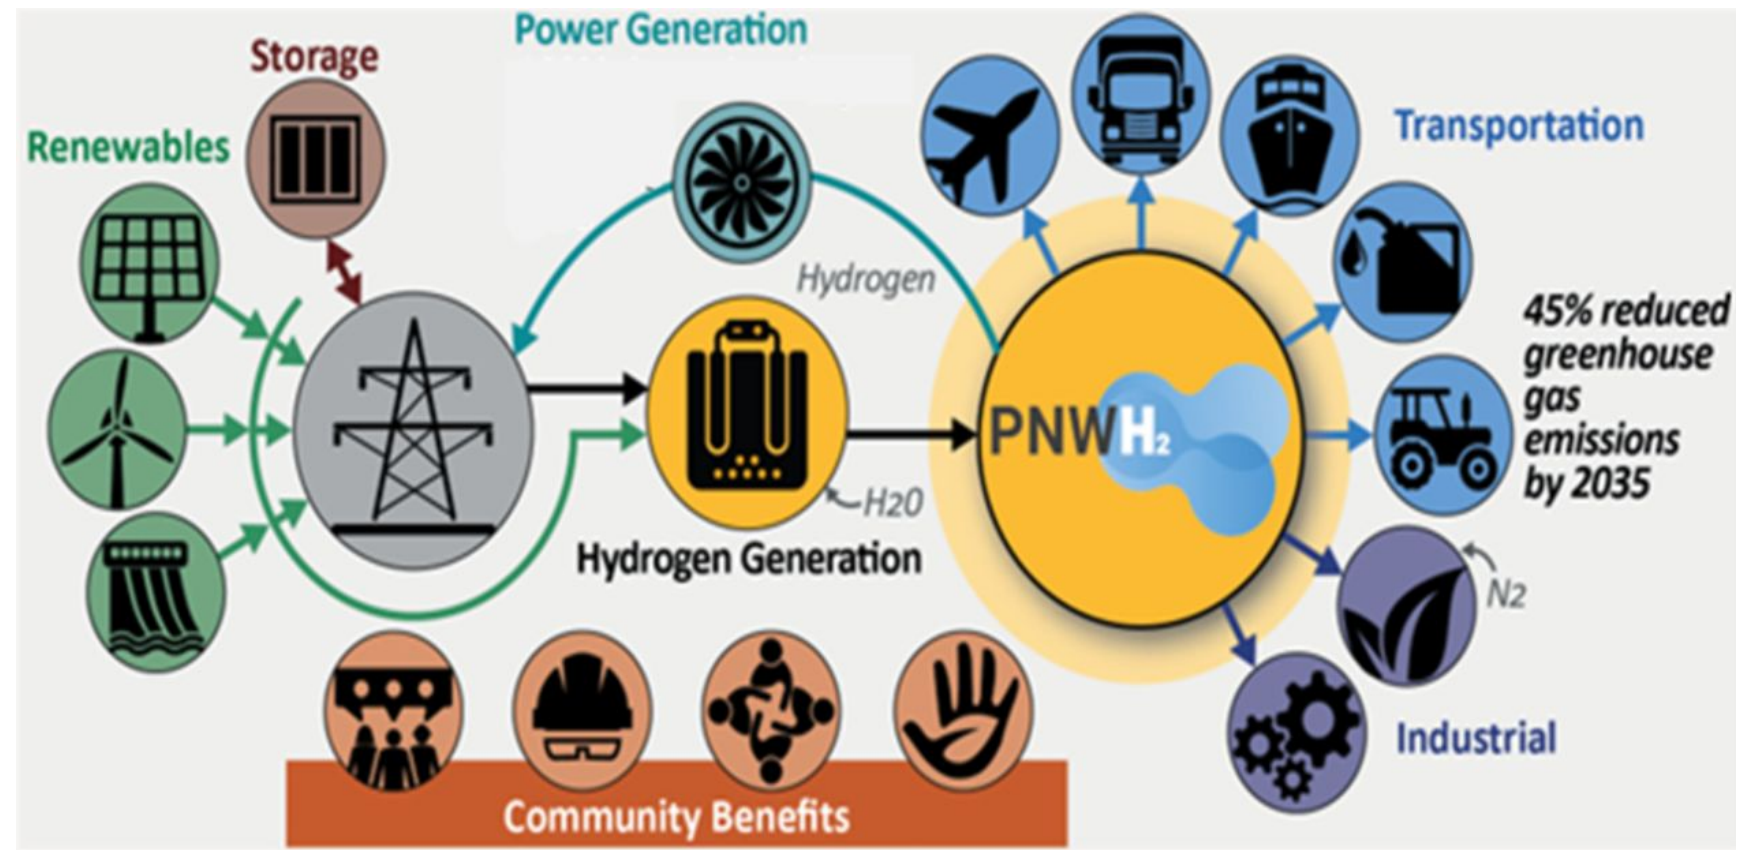 Power Generation
Storage
Renewables
Transportation
Hydrogen
45% reduced
greenhouse
gas
emissions
by 2035
PNWH2
H2O
Hydrogen Generation
N2
Industrial
Community Benefits